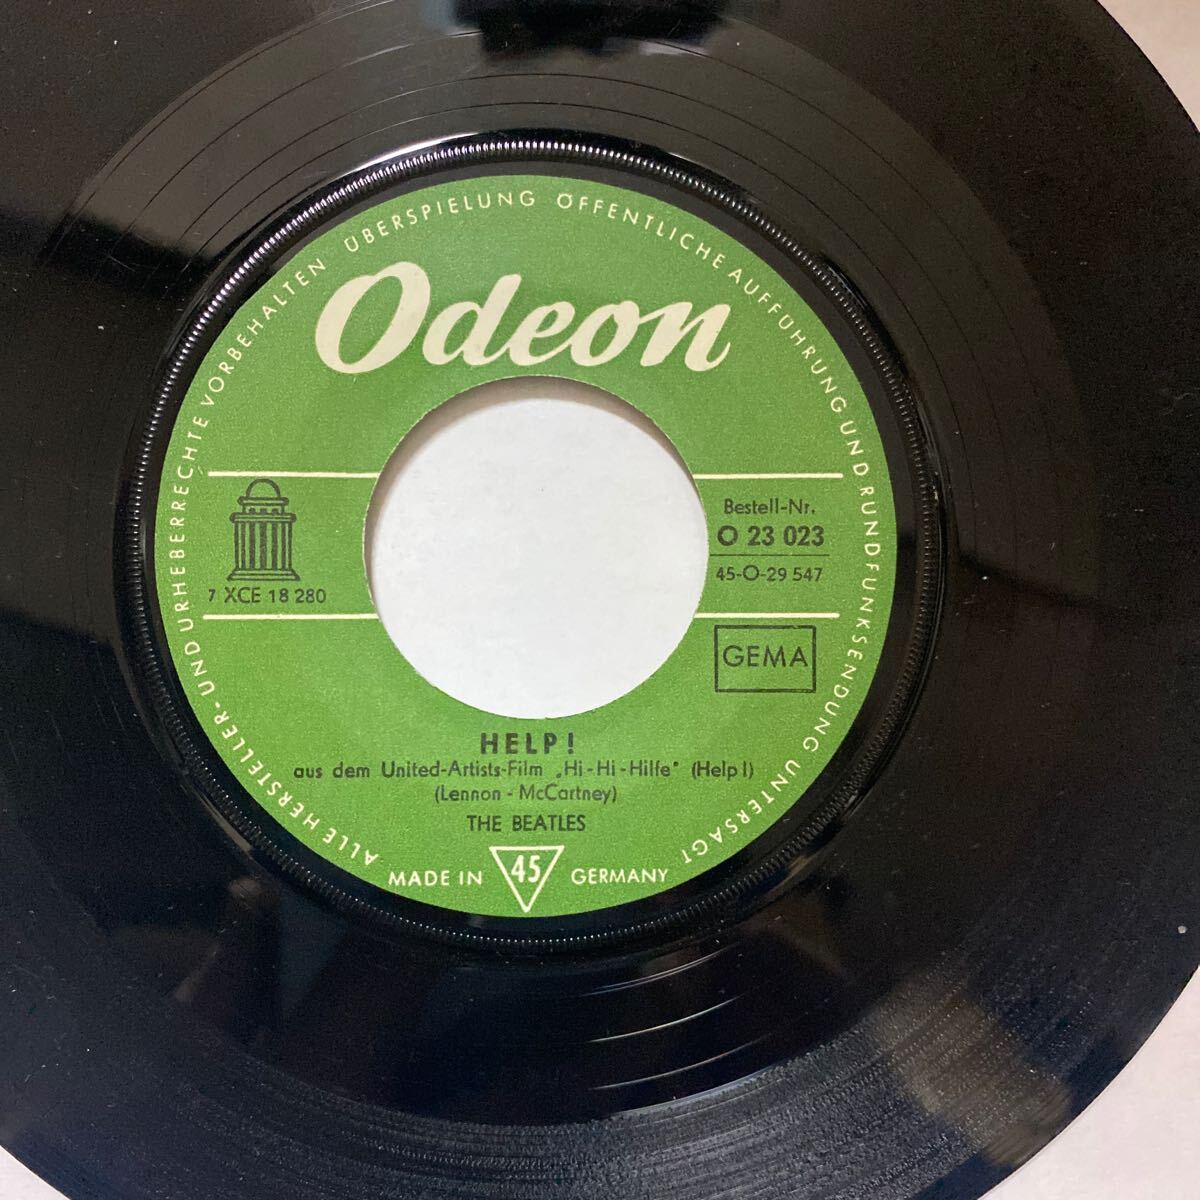 ALLE HERSTELLER- UND URHEBERRECHTE VORBEHALTEN ÜBERSPIELUNG ÖFFENTLICHE AUFFÜHRUNG UND RUNDFUNKSENDUNG UNTERSAGT
Odeon
7 XCE 18 280
Bestell-Nr.
O 23 023
45-O-29 547
GEMA
HELP!
aus dem United-Artists-Film „Hi-Hi-Hilfe" (Help!)
(Lennon - McCartney)
THE BEATLES
MADE IN 45 GERMANY